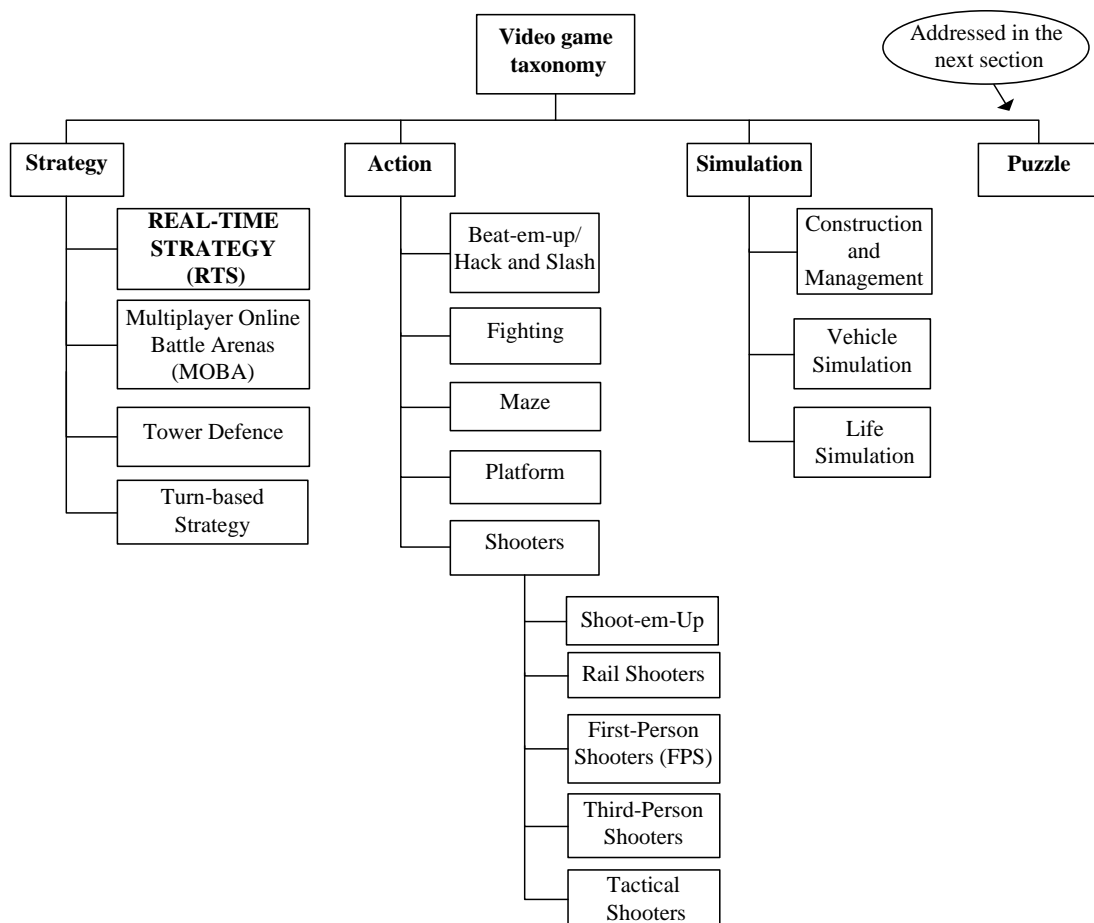 Video game
taxonomy
Addressed in the
next section
Strategy
Action
Simulation
Puzzle
REAL-TIME
STRATEGY
(RTS)
Multiplayer Online
Battle Arenas
(MOBA)
Tower Defence
Turn-based
Strategy
Beat-em-up/
Hack and Slash
Fighting
Maze
Platform
Shooters
Shoot-em-Up
Rail Shooters
First-Person
Shooters (FPS)
Third-Person
Shooters
Tactical
Shooters
Construction
and
Management
Vehicle
Simulation
Life
Simulation